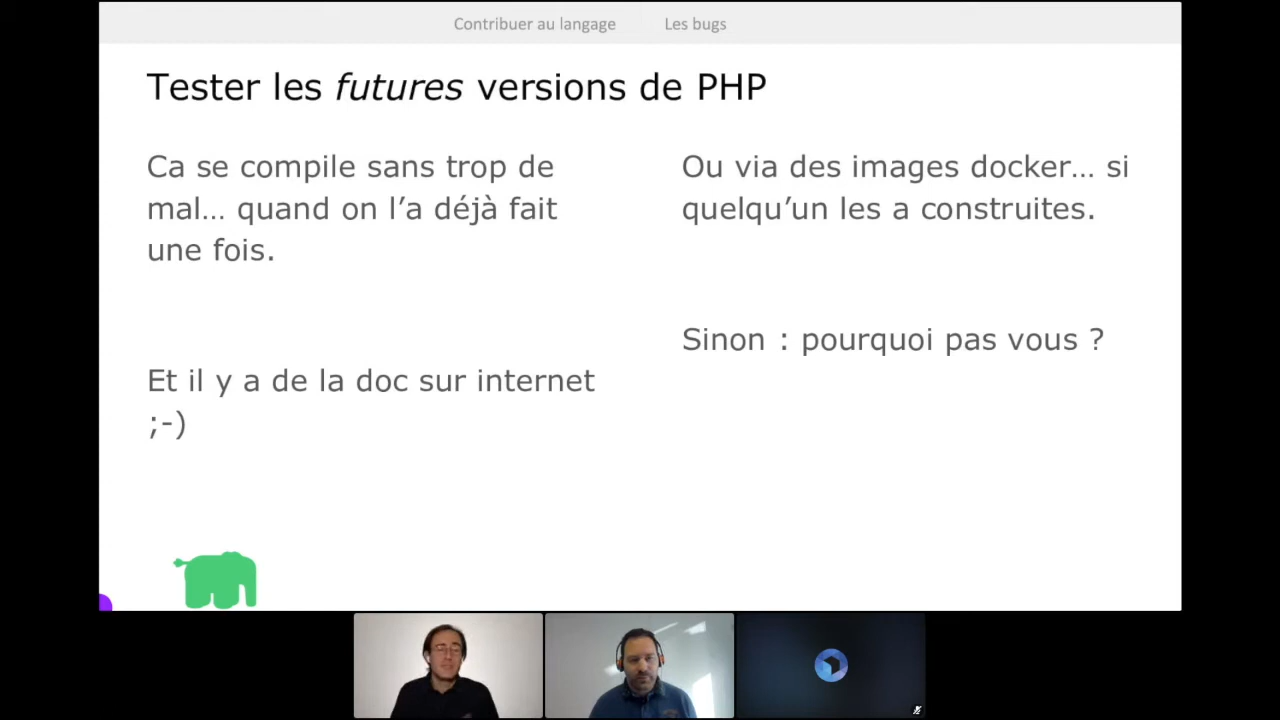 Contribuer au langage Les bugs
Tester les futures versions de PHP
Ca se compile sans trop de
mal… quand on l’a déjà fait
une fois.
Et il y a de la doc sur internet
;-)
Ou via des images docker… si
quelqu’un les a construites.
Sinon : pourquoi pas vous ?